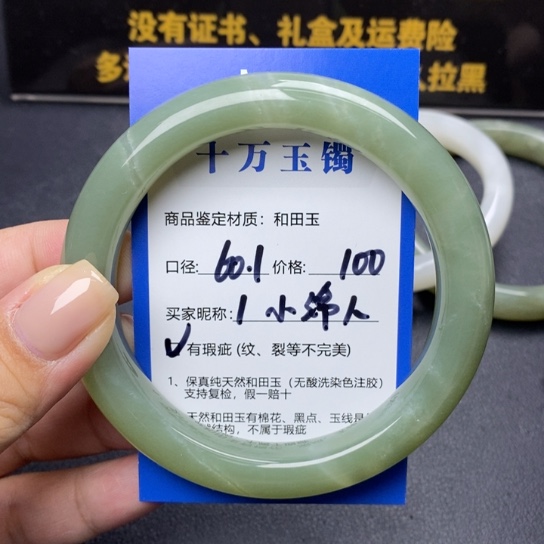 没有证书、礼盒及运费险
多 拉黑
十万玉镯
商品鉴定材质：和田玉
口径:60.1 价格:100
买家昵称:1小绵人
✓有瑕疵(纹、裂等不完美)
1、保真纯天然和田玉（无酸洗染色注胶）
支持复检，假一赔十
天然和田玉有棉花、黑点、玉线是
结构，不属于瑕疵